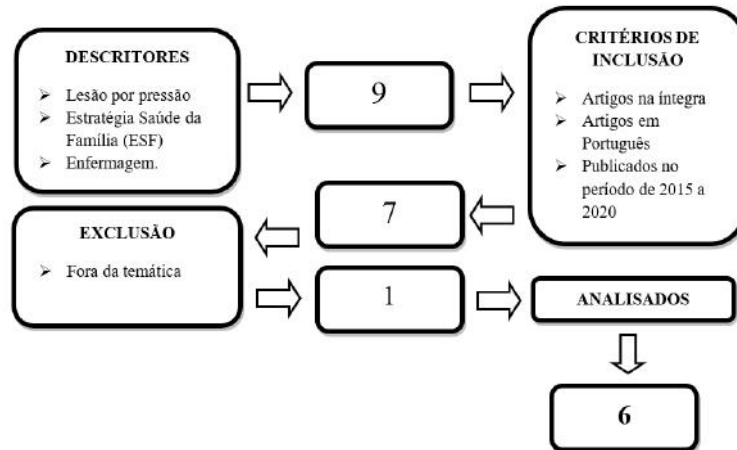 DESCRITORES
➢ Lesão por pressão
➢ Estratégia Saúde da
Família (ESF)
➢ Enfermagem.
9
CRITÉRIOS DE
INCLUSÃO
➢ Artigos na íntegra
➢ Artigos em
Português
➢ Publicados no
período de 2015 a
2020
7
EXCLUSÃO
➢ Fora da temática
1
ANALISADOS
6